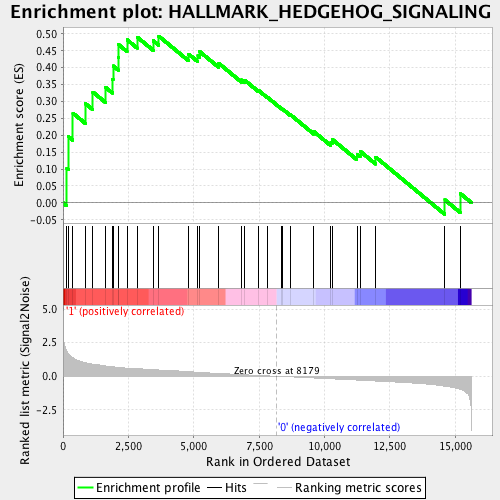 Enrichment plot: HALLMARK_HEDGEHOG_SIGNALING
Enrichment score (ES)
0.50
0.45
0.40
0.35
0.30
0.25
0.20
0.15
0.10
0.05
0.00
-0.05
'1' (positively correlated)
Ranked list metric (Signal2Noise)
5.0
2.5
0.0
-2.5
Zero cross at 8179
'0' (negatively correlated)
0
2,500
5,000
7,500
10,000
12,500
15,000
Rank in Ordered Dataset
Enrichment profile
Hits
Ranking metric scores